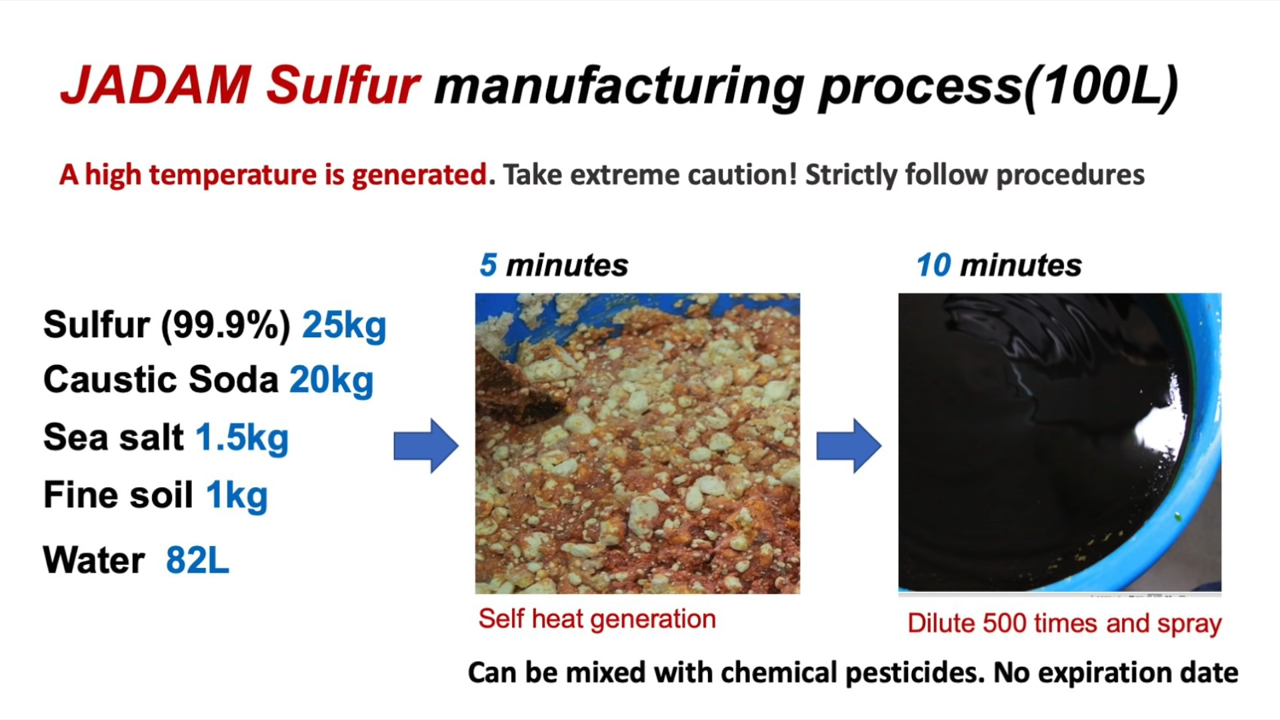 JADAM Sulfur manufacturing process(100L)
A high temperature is generated. Take extreme caution! Strictly follow procedures
5 minutes
10 minutes
Sulfur (99.9%) 25kg
Caustic Soda 20kg
Sea salt 1.5kg
Fine soil 1kg
Water 82L
Self heat generation
Dilute 500 times and spray
Can be mixed with chemical pesticides. No expiration date